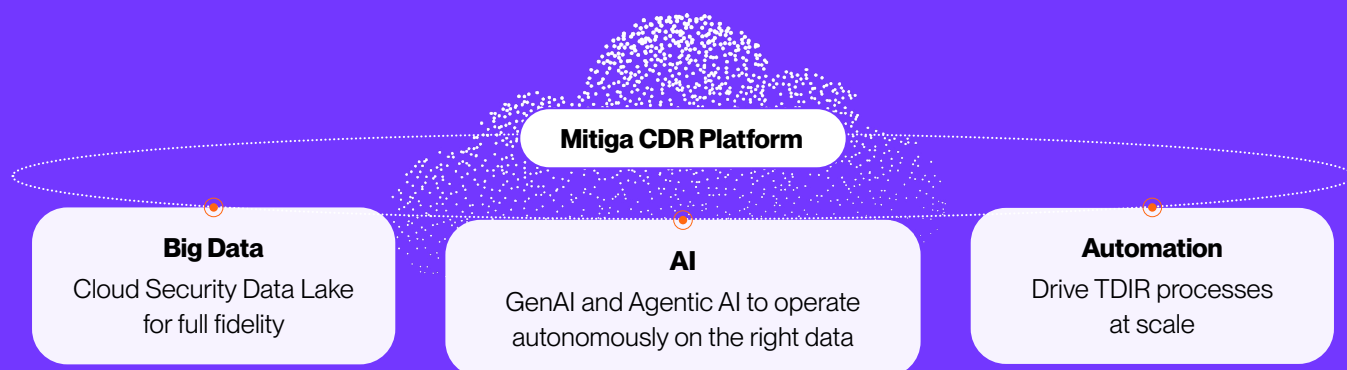 Mitiga CDR Platform
Big Data
Cloud Security Data Lake
for full fidelity
AI
GenAI and Agentic AI to operate
autonomously on the right data
Automation
Drive TDIR processes
at scale